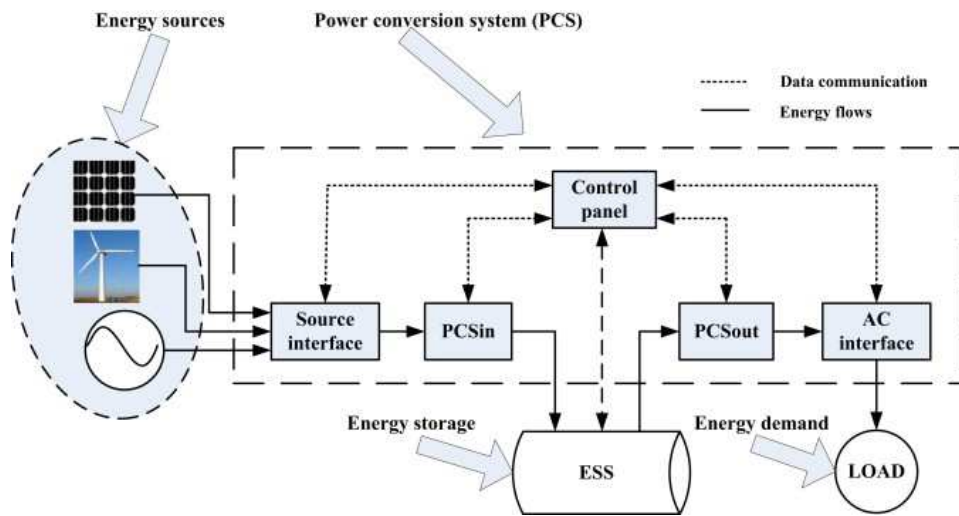 Energy sources
Power conversion system (PCS)
Data communication
Energy flows
Control
panel
Source
interface
PCSin
PCSout
AC
interface
Energy storage
Energy demand
ESS
LOAD